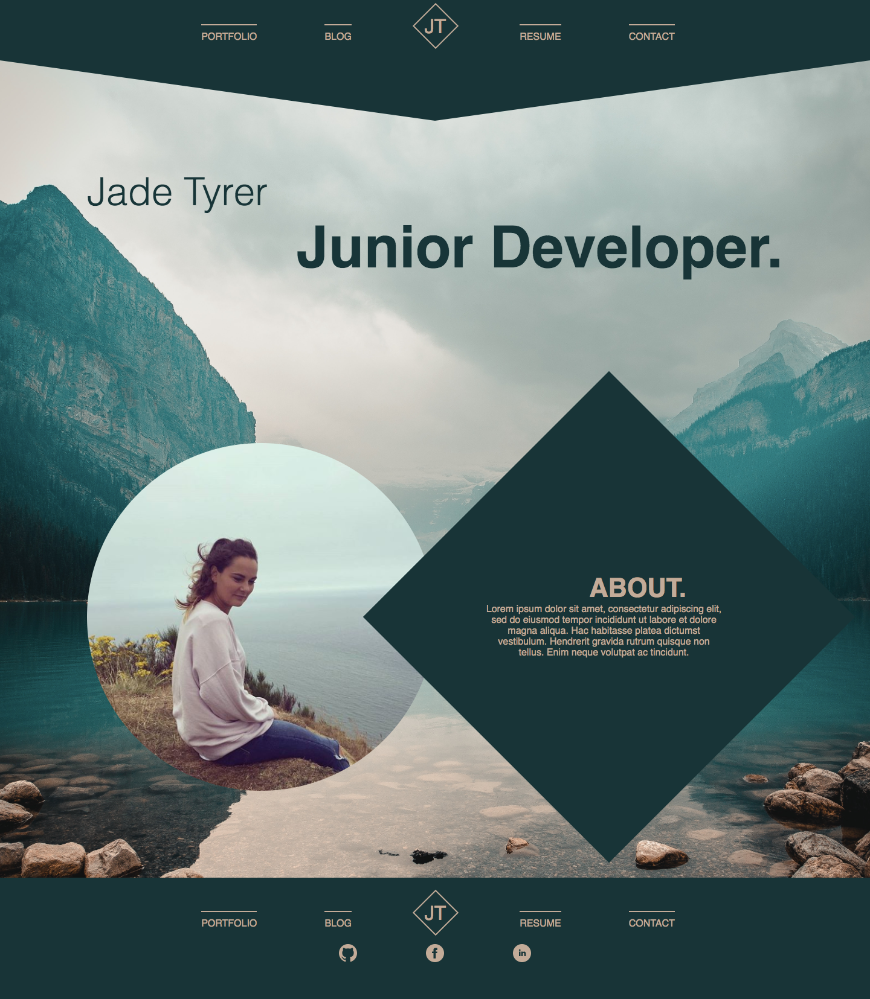 PORTFOLIO BLOG JT RESUME CONTACT
Jade Tyrer
Junior Developer.
ABOUT.
Lorem ipsum dolor sit amet, consectetur adipiscing elit,
sed do eiusmod tempor incididunt ut labore et dolore
magna aliqua. Hac habitasse platea dictumst
vestibulum. Hendrerit gravida rutrum quisque non
tellus. Enim neque volutpat ac tincidunt.
PORTFOLIO BLOG JT RESUME CONTACT
f in